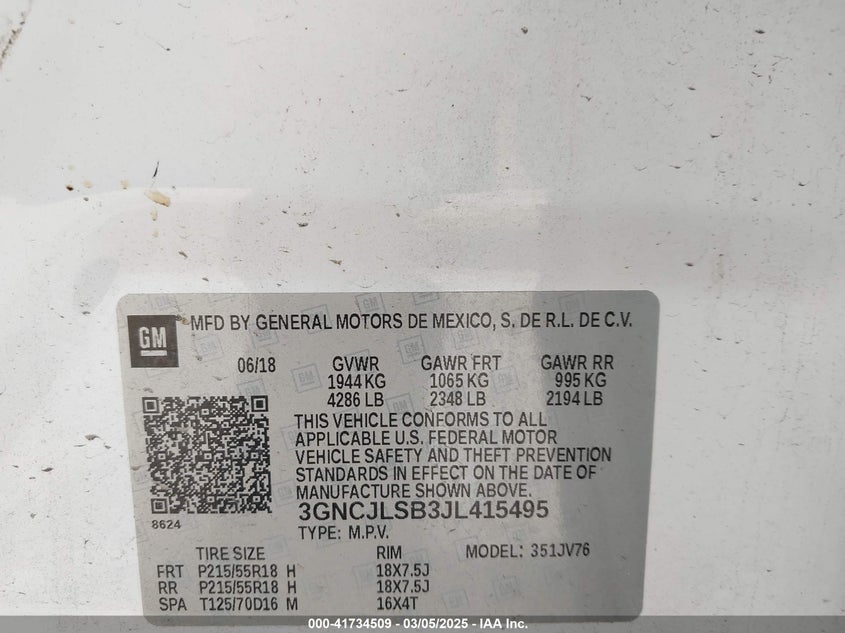 GM
MFD BY GENERAL MOTORS DE MEXICO, S. DE R.L. DE C.V.
06/18 GVWR GAWR FRT GAWR RR
1944 KG 1065 KG 995 KG
4286 LB 2348 LB 2194 LB
THIS VEHICLE CONFORMS TO ALL
APPLICABLE U.S. FEDERAL MOTOR
VEHICLE SAFETY AND THEFT PREVENTION
STANDARDS IN EFFECT ON THE DATE OF
MANUFACTURE SHOWN ABOVE.
8624
3GNCJLSB3JL415495
TYPE: M.P.V.
TIRE SIZE RIM MODEL: 351JV76
FRT P215/55R18 H 18X7.5J
RR P215/55R18 H 18X7.5J
SPA T125/70D16 M 16X4T
000-41734509 - 03/05/2025 - IAA Inc.